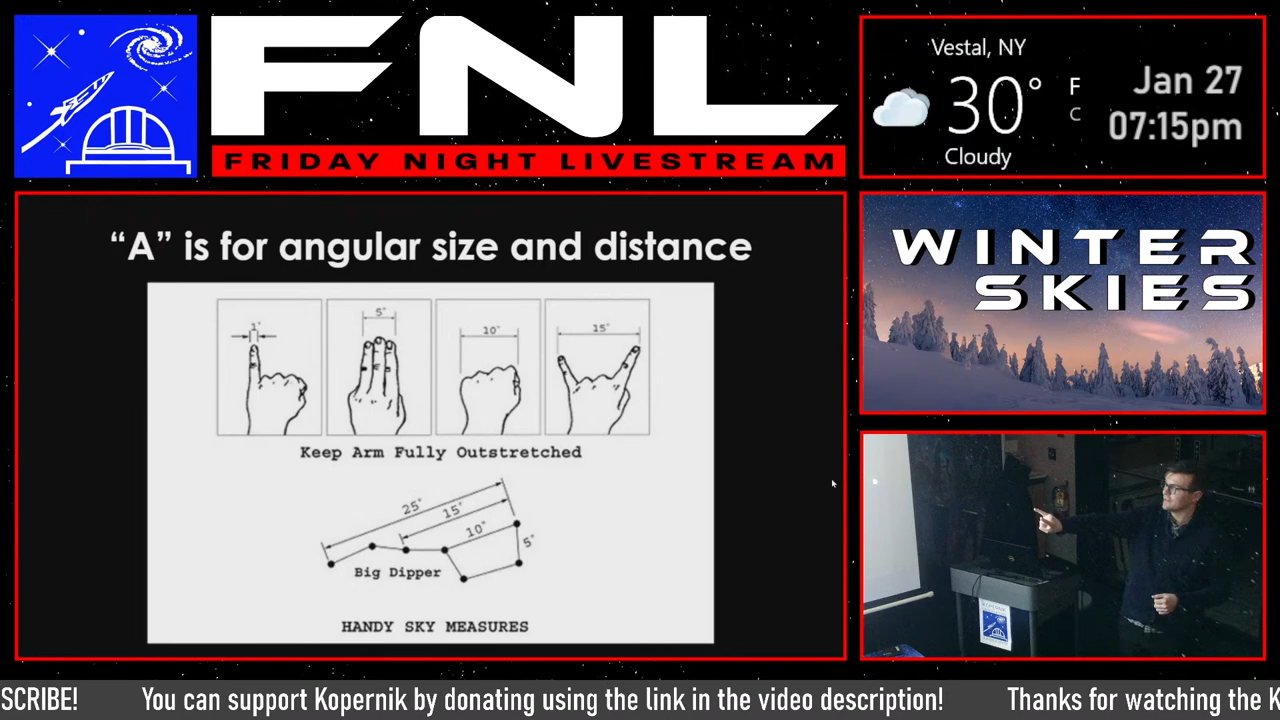 FNL
FRIDAY NIGHT LIVESTREAM
Vestal, NY
30° F
C
Cloudy
Jan 27
07:15pm
“A” is for angular size and distance
1°
5°
10°
15°
Keep Arm Fully Outstretched
25°
15°
10°
5°
Big Dipper
HANDY SKY MEASURES
WINTER
SKIES
SCRIBE! You can support Kopernik by donating using the link in the video description! Thanks for watching the K